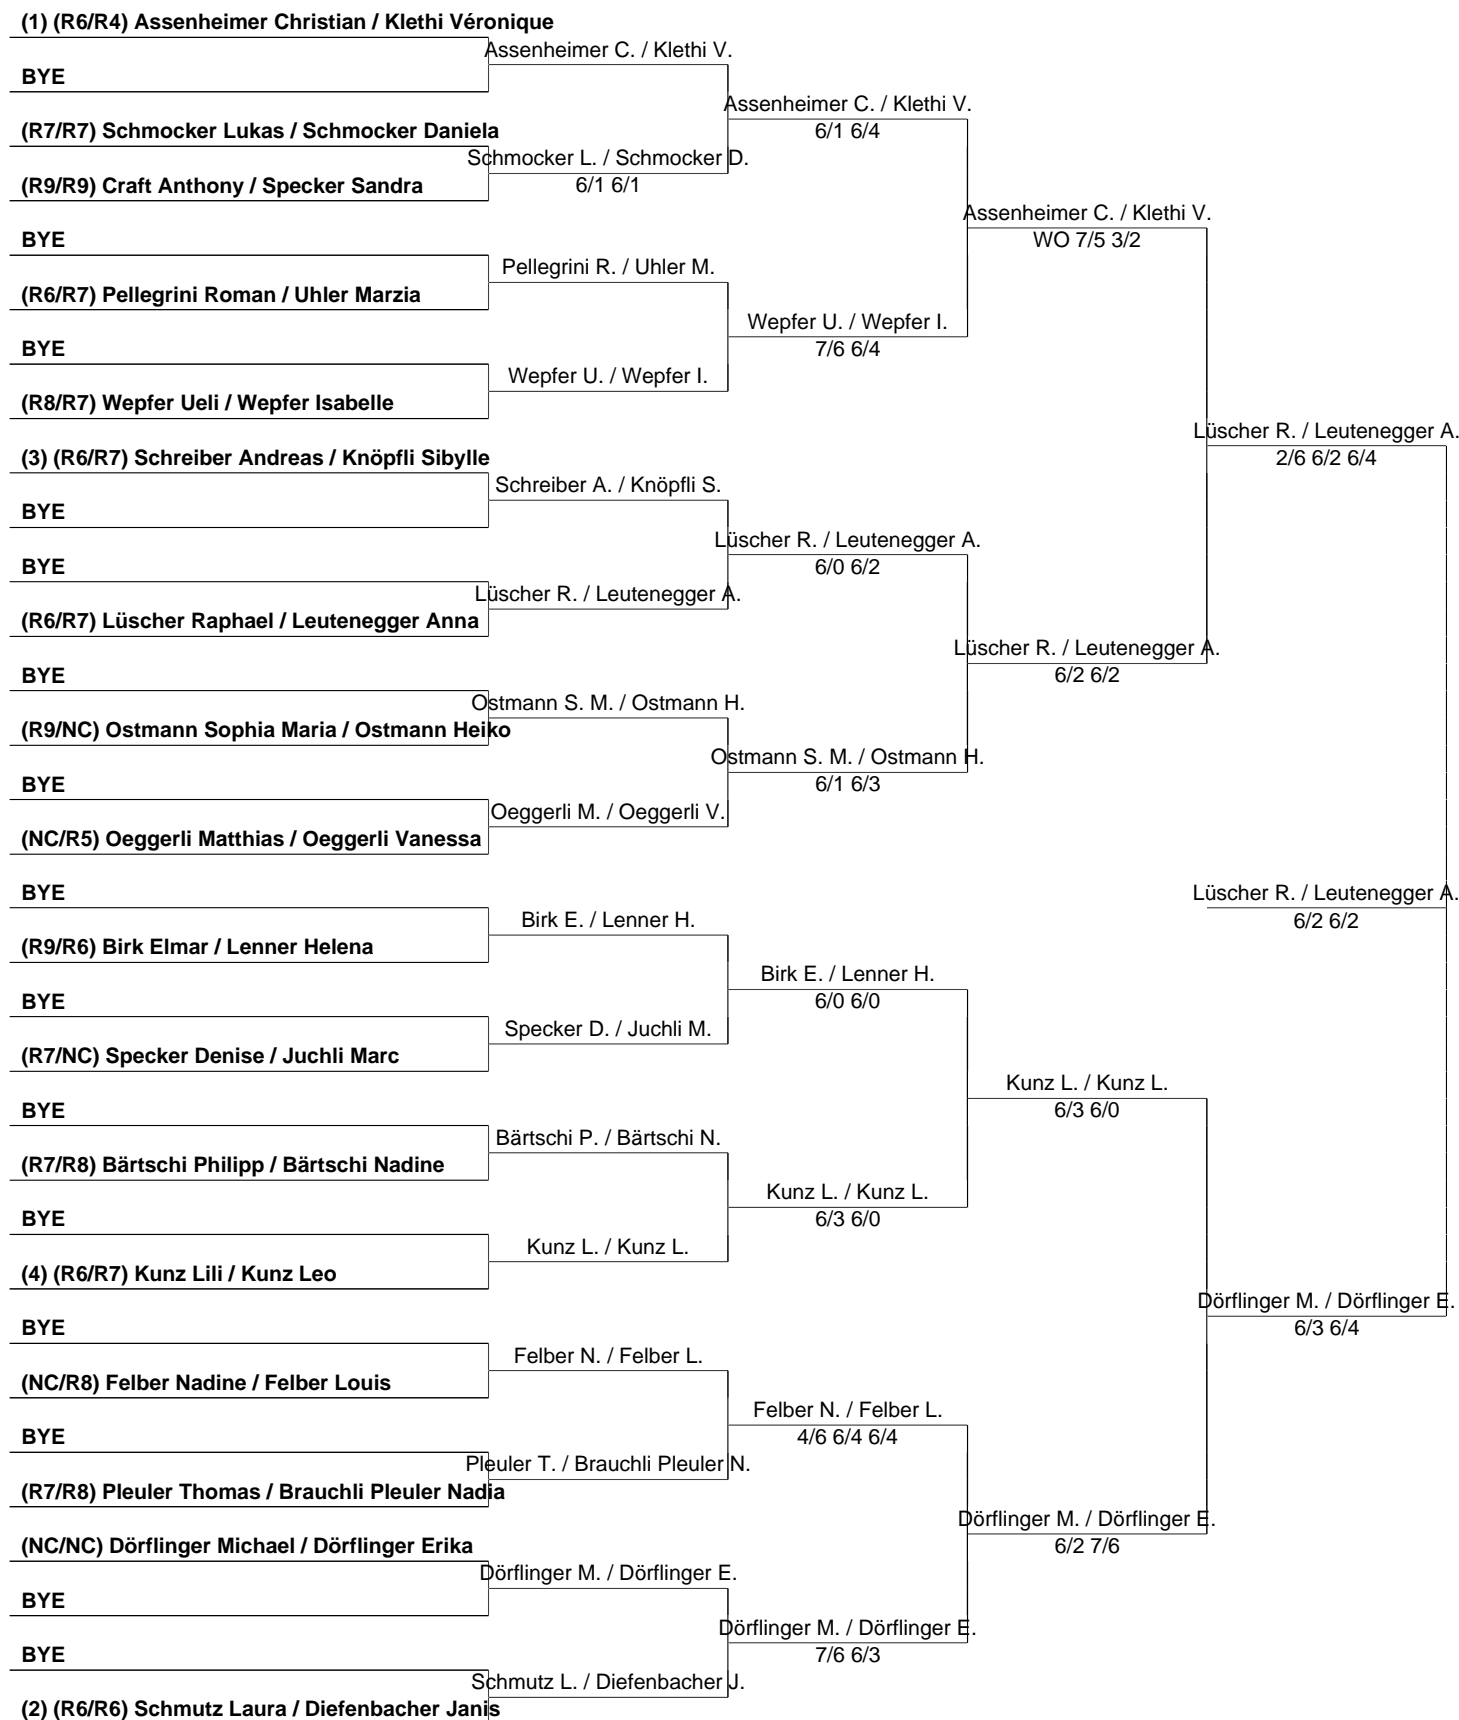 (1) (R6/R4) Assenheimer Christian / Klethi Véronique
Assenheimer C. / Klethi V.
BYE
Assenheimer C. / Klethi V.
6/1 6/4
(R7/R7) Schmocker Lukas / Schmocker Daniela
Schmocker L. / Schmocker D.
6/1 6/1
(R9/R9) Craft Anthony / Specker Sandra
Assenheimer C. / Klethi V.
WO 7/5 3/2
BYE
Pellegrini R. / Uhler M.
(R6/R7) Pellegrini Roman / Uhler Marzia
Wepfer U. / Wepfer I.
7/6 6/4
BYE
Wepfer U. / Wepfer I.
(R8/R7) Wepfer Ueli / Wepfer Isabelle
Lüscher R. / Leutenegger A.
2/6 6/2 6/4
(3) (R6/R7) Schreiber Andreas / Knöpfli Sibylle
Schreiber A. / Knöpfli S.
BYE
Lüscher R. / Leutenegger A.
6/0 6/2
BYE
Lüscher R. / Leutenegger A.
(R6/R7) Lüscher Raphael / Leutenegger Anna
Lüscher R. / Leutenegger A.
6/2 6/2
BYE
Ostmann S. M. / Ostmann H.
(R9/NC) Ostmann Sophia Maria / Ostmann Heiko
Ostmann S. M. / Ostmann H.
6/1 6/3
BYE
Oeggerli M. / Oeggerli V.
(NC/R5) Oeggerli Matthias / Oeggerli Vanessa
BYE
Lüscher R. / Leutenegger A.
6/2 6/2
Birk E. / Lenner H.
(R9/R6) Birk Elmar / Lenner Helena
Birk E. / Lenner H.
6/0 6/0
BYE
Specker D. / Juchli M.
(R7/NC) Specker Denise / Juchli Marc
Kunz L. / Kunz L.
6/3 6/0
BYE
Bärtschi P. / Bärtschi N.
(R7/R8) Bärtschi Philipp / Bärtschi Nadine
Kunz L. / Kunz L.
6/3 6/0
BYE
Kunz L. / Kunz L.
(4) (R6/R7) Kunz Lili / Kunz Leo
Dörflinger M. / Dörflinger E.
6/3 6/4
BYE
Felber N. / Felber L.
(NC/R8) Felber Nadine / Felber Louis
Felber N. / Felber L.
4/6 6/4 6/4
BYE
Pleuler T. / Brauchli Pleuler N.
(R7/R8) Pleuler Thomas / Brauchli Pleuler Nadia
Dörflinger M. / Dörflinger E.
6/2 7/6
(NC/NC) Dörflinger Michael / Dörflinger Erika
Dörflinger M. / Dörflinger E.
BYE
Dörflinger M. / Dörflinger E.
7/6 6/3
BYE
Schmutz L. / Diefenbacher J.
(2) (R6/R6) Schmutz Laura / Diefenbacher Janis